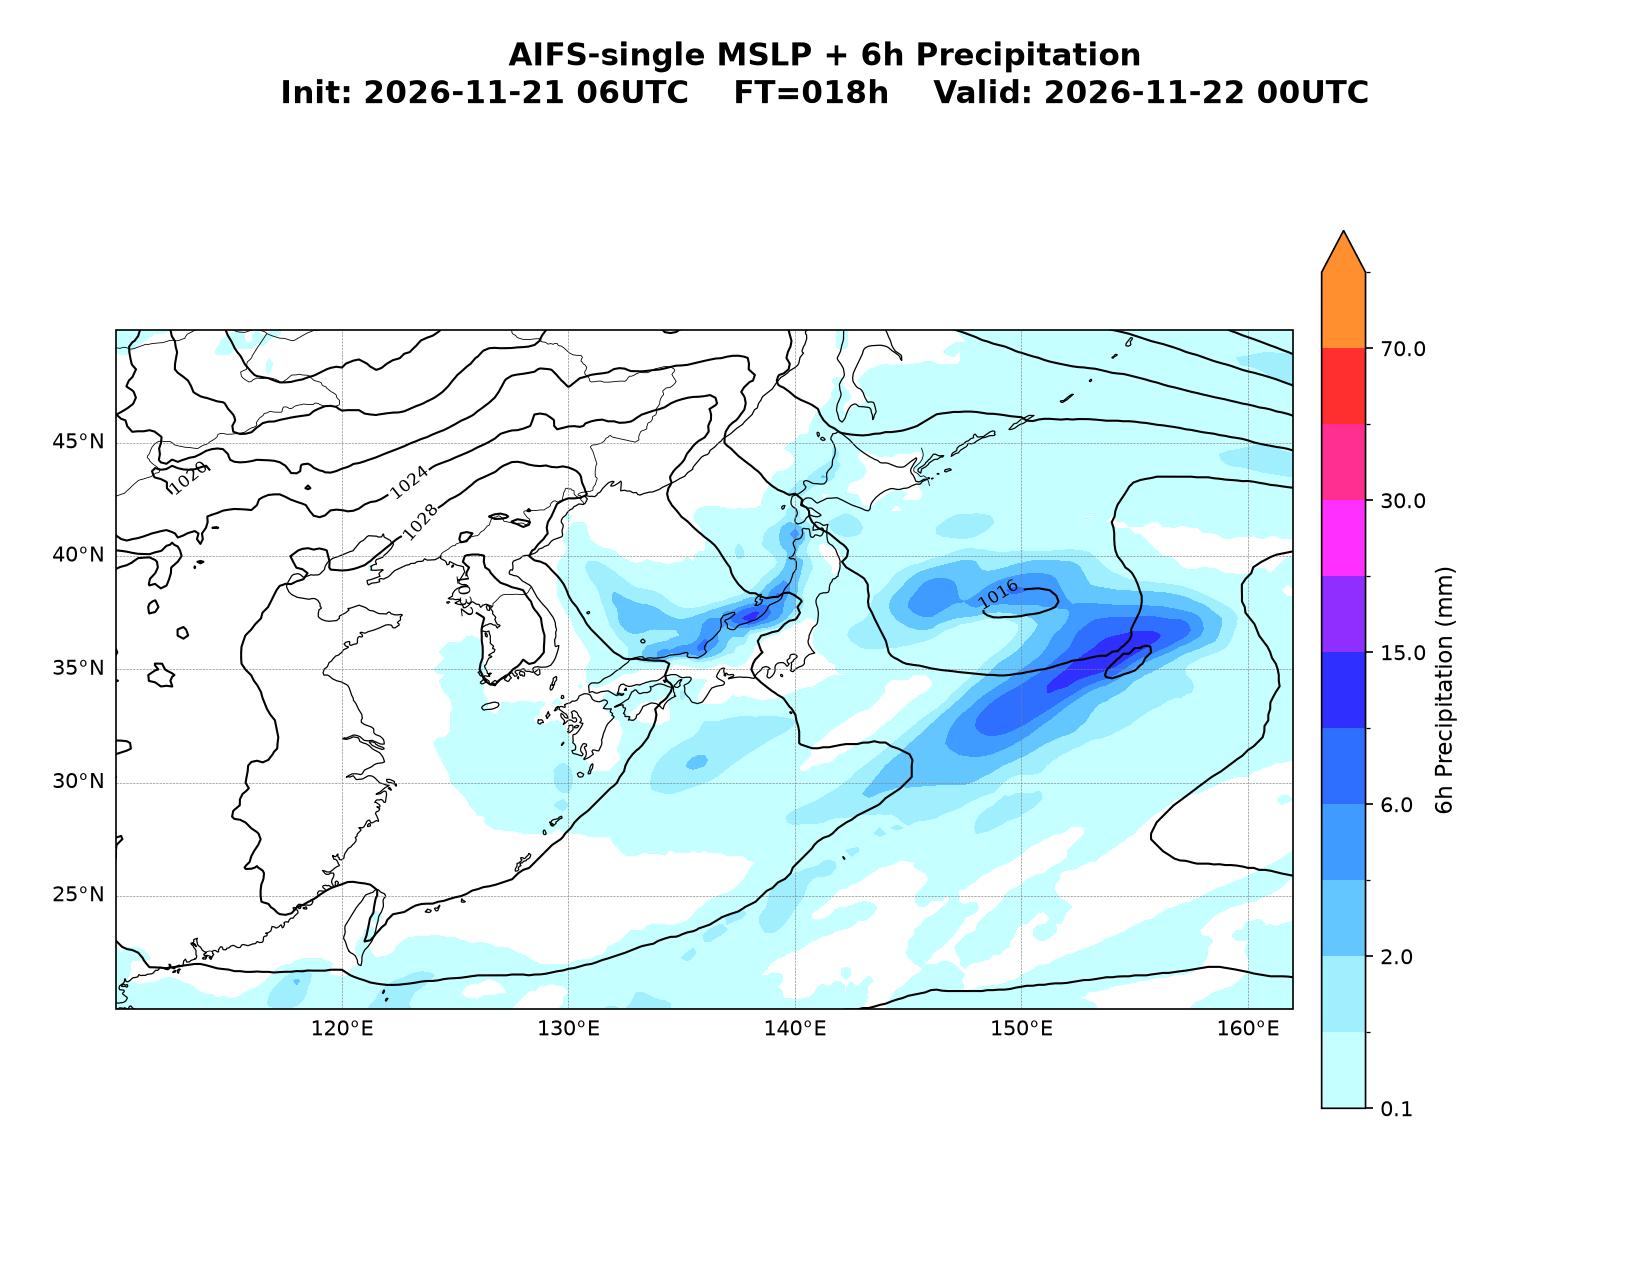 AIFS-single MSLP + 6h Precipitation
Init: 2026-11-21 06UTC    FT=018h    Valid: 2026-11-22 00UTC
70.0
30.0
15.0
6.0
2.0
0.1
6h Precipitation (mm)
45°N
40°N
35°N
30°N
25°N
120°E
130°E
140°E
150°E
160°E
1020
1024
1028
1032
1016